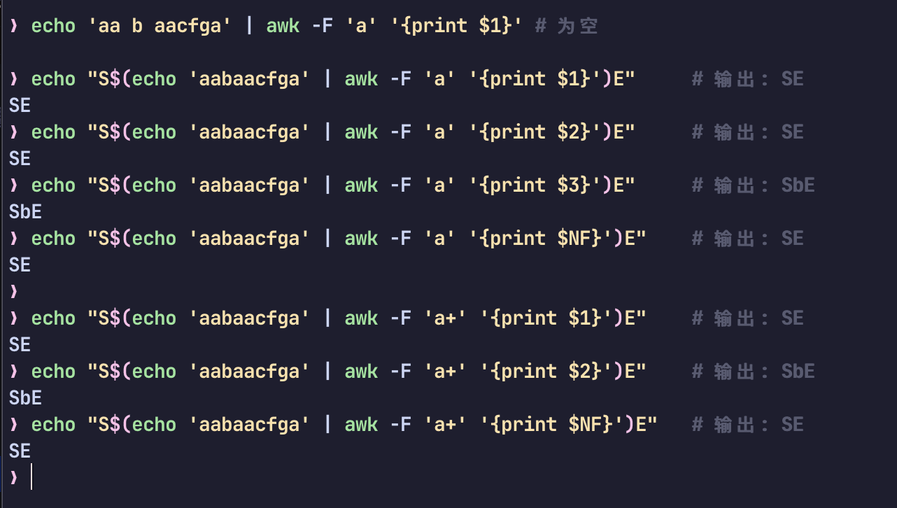 ❯ echo 'aa b aacfga' | awk -F 'a' '{print $1}' # 为空

❯ echo "S$(echo 'aabaacfga' | awk -F 'a' '{print $1}')E"     # 输出: SE
SE
❯ echo "S$(echo 'aabaacfga' | awk -F 'a' '{print $2}')E"     # 输出: SE
SE
❯ echo "S$(echo 'aabaacfga' | awk -F 'a' '{print $3}')E"     # 输出: SbE
SbE
❯ echo "S$(echo 'aabaacfga' | awk -F 'a' '{print $NF}')E"    # 输出: SE
SE
❯
❯ echo "S$(echo 'aabaacfga' | awk -F 'a+' '{print $1}')E"    # 输出: SE
SE
❯ echo "S$(echo 'aabaacfga' | awk -F 'a+' '{print $2}')E"    # 输出: SbE
SbE
❯ echo "S$(echo 'aabaacfga' | awk -F 'a+' '{print $NF}')E"   # 输出: SE
SE
❯